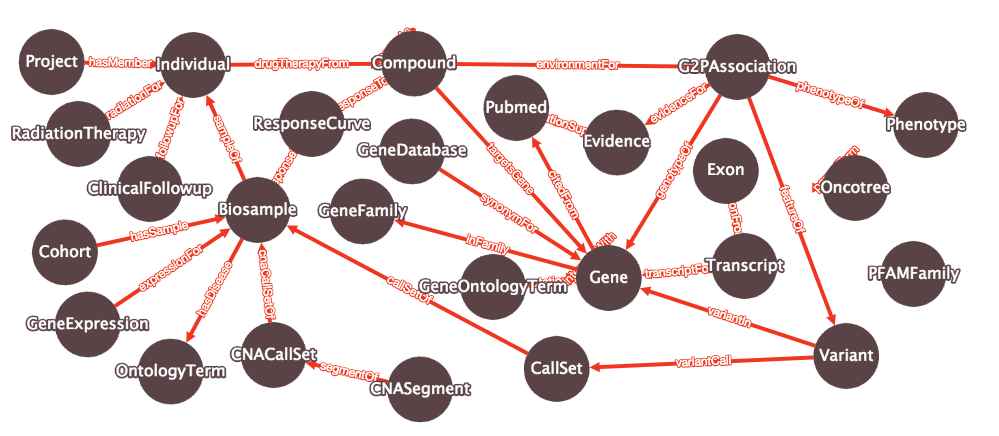 Project
hasMember
Individual
drugTherapyFrom
Compound
environmentFor
G2PAssociation
radiationFor
phenotypeOf
Pubmed
evidenceFor
Phenotype
RadiationTherapy
followupFor
ResponseCurve
Evidence
sampleOf
GeneDatabase
targetsGene
genotypeOf
Exon
ClinicalFollowup
citedFrom
Oncotree
Biosample
GeneFamily
synonymFor
featureOf
hasSample
Cohort
inFamily
expressionFor
cnaCallSetOf
hasDisease
callSetOf
GeneOntologyTerm
Gene
Transcript
PFAMFamily
GeneExpression
variantIn
OntologyTerm
CNACallSet
segmentOf
CNASegment
CallSet
variantCall
Variant